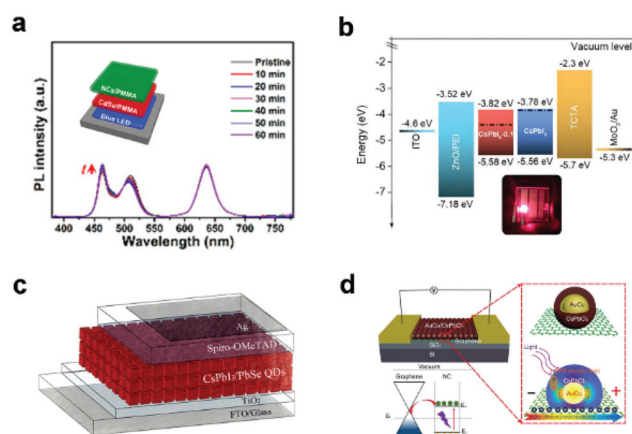 a
PL intensity (a.u.)
NCs/PMMA
CdSe/PMMA
Blue LED
Pristine
10 min
20 min
30 min
40 min
50 min
60 min
400 450 500 550 600 650 700 750
Wavelength (nm)
b
Vacuum level
Energy (eV)
-2
-3
-4
-5
-6
-7
-4.6 eV
ITO
-3.52 eV
ZnO/PEI
-7.18 eV
-3.82 eV
-5.58 eV
-3.78 eV
CsPbI₃
-5.56 eV
-2.3 eV
TCTA
-5.7 eV
MoO₃/Au
-5.3 eV
c
Ag
Spiro-OMeTAD
CsPbI₃/PbSe QDs
TiO₂
FTO/Glass
d
V
Graphene
SiO₂
Si
Vacuum
Graphene
NC
Light